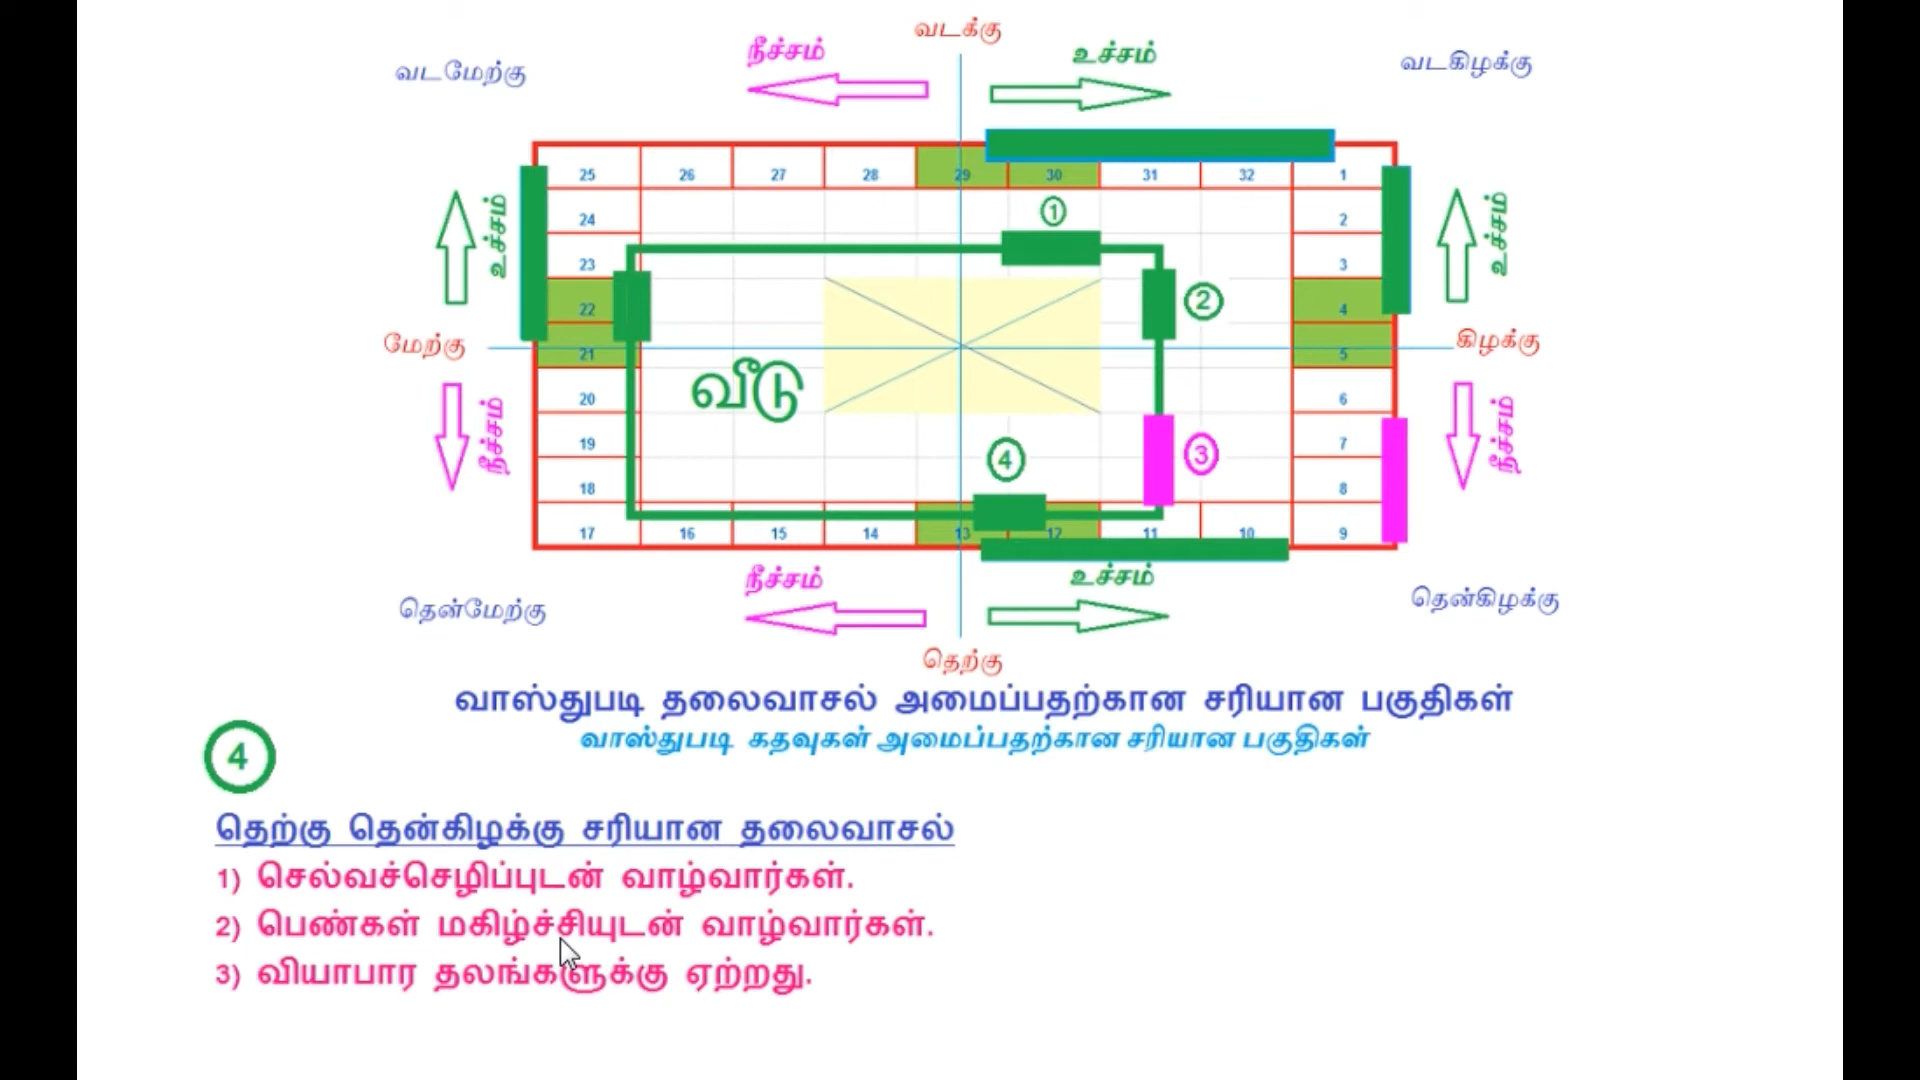 வடக்கு
நீச்சம்
உச்சம்
வடமேற்கு
வடகிழக்கு
25 26 27 28 29 30 31 32 1
24 ① 2
23 3
உச்சம்
உச்சம்
22 ② 4
மேற்கு
கிழக்கு
21 5
வீடு
20 6
19 ④ ③ 7
நீச்சம்
நீச்சம்
18 8
17 16 15 14 13 12 11 10 9
நீச்சம்
உச்சம்
தென்மேற்கு
தென்கிழக்கு
தெற்கு
வாஸ்துபடி தலைவாசல் அமைப்பதற்கான சரியான பகுதிகள்
வாஸ்துபடி கதவுகள் அமைப்பதற்கான சரியான பகுதிகள்
④
தெற்கு தென்கிழக்கு சரியான தலைவாசல்
1) செல்வச்செழிப்புடன் வாழ்வார்கள்.
2) பெண்கள் மகிழ்ச்சியுடன் வாழ்வார்கள்.
3) வியாபார தலங்களுக்கு ஏற்றது.